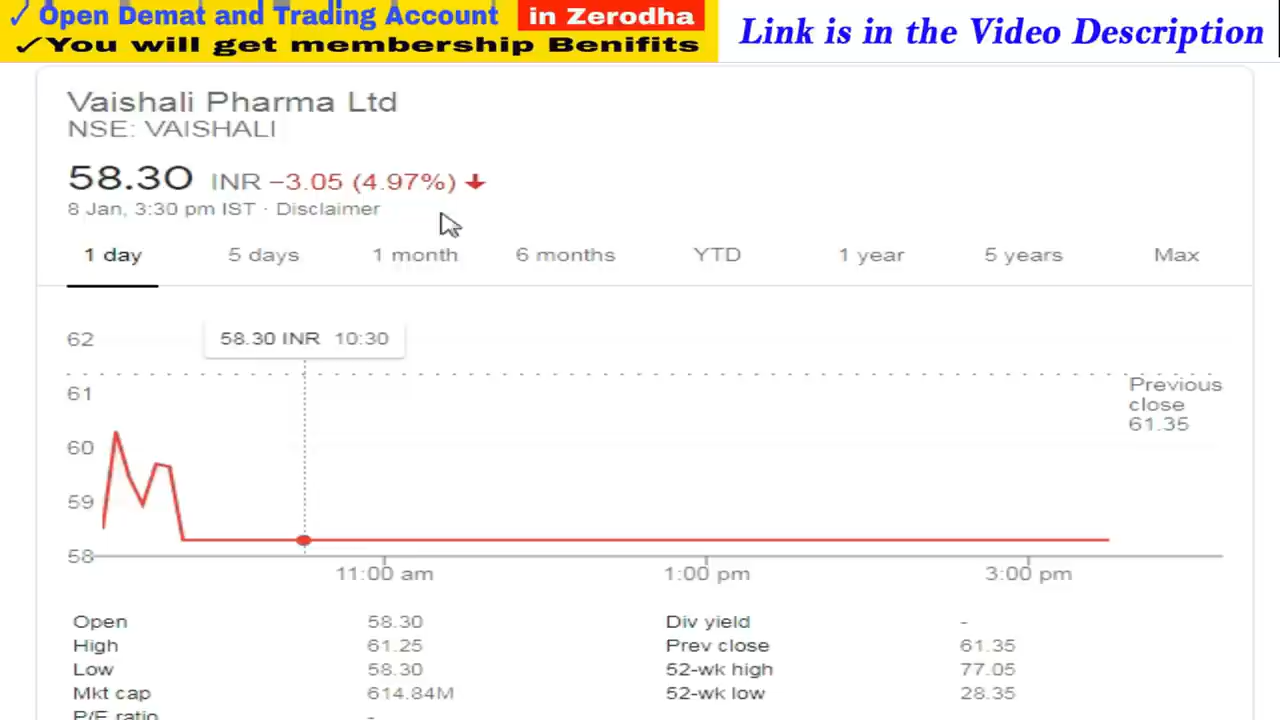 ✓ Open Demat and Trading Account in Zerodha
✓You will get membership Benifits
Link is in the Video Description
Vaishali Pharma Ltd
NSE: VAISHALI
58.30 INR −3.05 (4.97%)
8 Jan, 3:30 pm IST · Disclaimer
1 day 5 days 1 month 6 months YTD 1 year 5 years Max
58.30 INR 10:30
62
61
60
59
58
Previous
close
61.35
11:00 am 1:00 pm 3:00 pm
Open 58.30 Div yield -
High 61.25 Prev close 61.35
Low 58.30 52-wk high 77.05
Mkt cap 614.84M 52-wk low 28.35
P/E ratio -